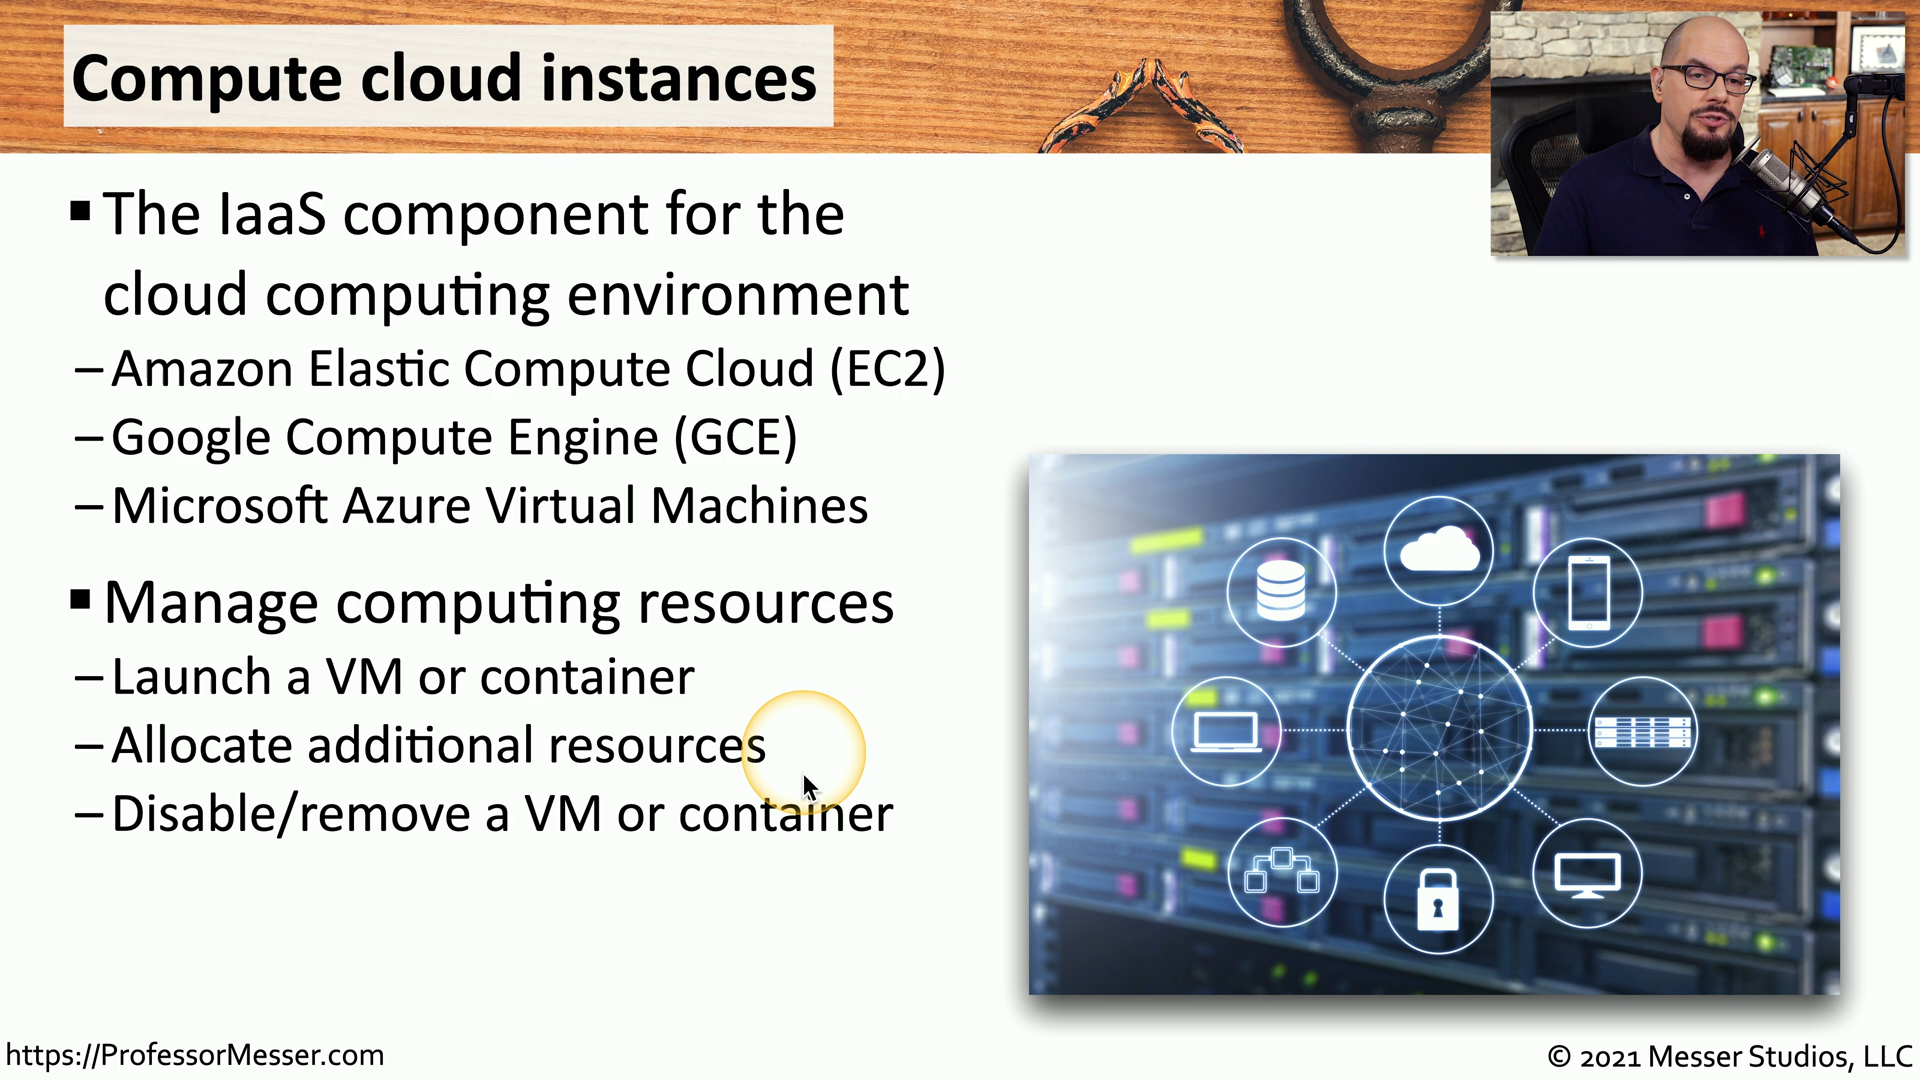 Compute cloud instances
▪ The IaaS component for the
cloud computing environment
– Amazon Elastic Compute Cloud (EC2)
– Google Compute Engine (GCE)
– Microsoft Azure Virtual Machines
▪ Manage computing resources
– Launch a VM or container
– Allocate additional resources
– Disable/remove a VM or container
https://ProfessorMesser.com
© 2021 Messer Studios, LLC